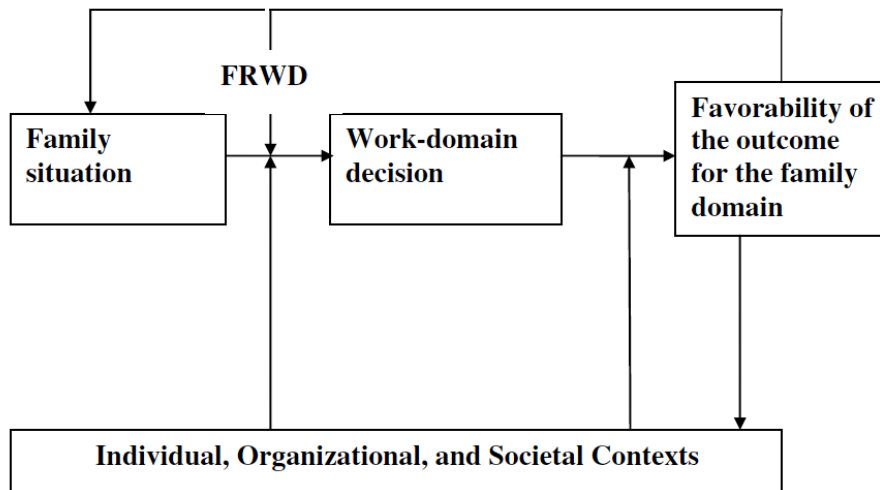 FRWD
Family
situation
Work-domain
decision
Favorability of
the outcome
for the family
domain
Individual, Organizational, and Societal Contexts